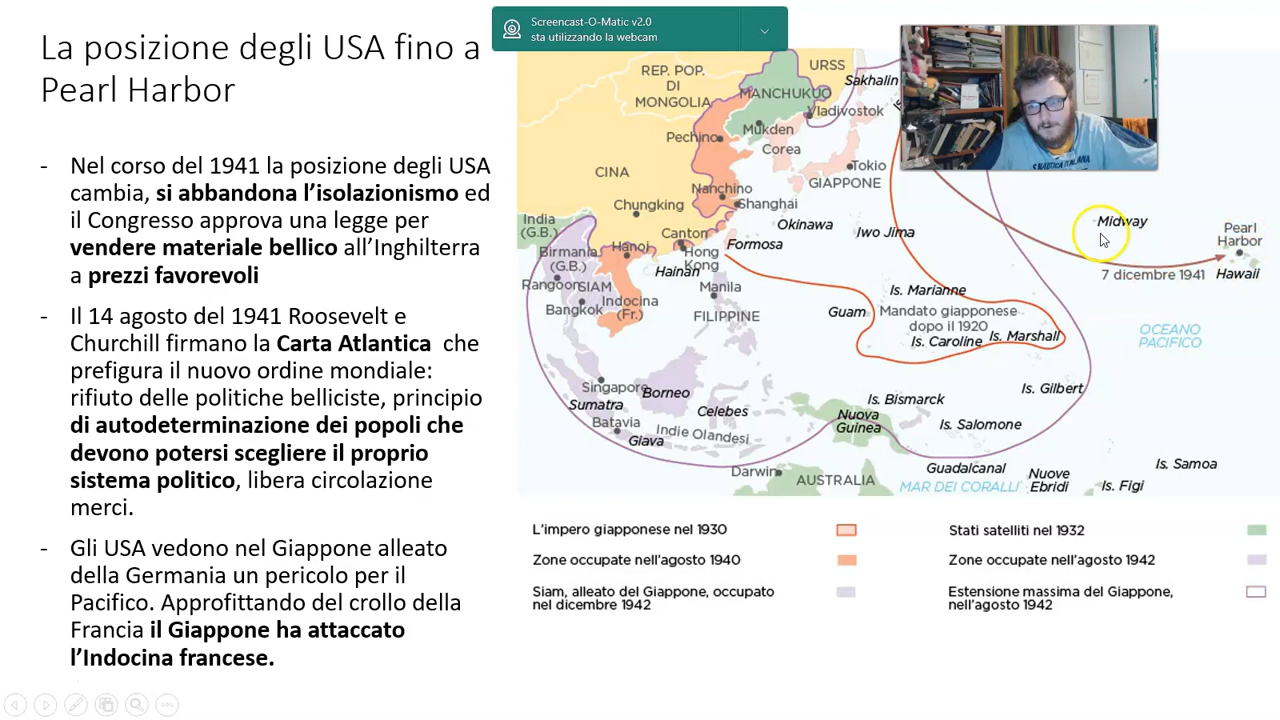 La posizione degli USA fino a
Pearl Harbor
- Nel corso del 1941 la posizione degli USA
cambia, si abbandona l’isolazionismo ed
il Congresso approva una legge per
vendere materiale bellico all’Inghilterra
a prezzi favorevoli
- Il 14 agosto del 1941 Roosevelt e
Churchill firmano la Carta Atlantica che
prefigura il nuovo ordine mondiale:
rifiuto delle politiche belliciste, principio
di autodeterminazione dei popoli che
devono potersi scegliere il proprio
sistema politico, libera circolazione
merci.
- Gli USA vedono nel Giappone alleato
della Germania un pericolo per il
Pacifico. Approfittando del crollo della
Francia il Giappone ha attaccato
l’Indocina francese.
Screencast-O-Matic v2.0
sta utilizzando la webcam
REP. POP.
DI
MONGOLIA
URSS
Sakhalin
MANCHUKUO
Vladivostok
Mukden
Pechino
Corea
Tokio
GIAPPONE
CINA
Nanchino
Shanghai
Chungking
Okinawa
Iwo Jima
Midway
Pearl
Harbor
India
(G.B.)
Canton
Formosa
Birmania
(G.B.)
Hanoi
Hong
Kong
Hainan
7 dicembre 1941
Hawaii
Rangoon
SIAM
Manila
Is. Marianne
Bangkok
Indocina
(Fr.)
FILIPPINE
Guam
Mandato giapponese
dopo il 1920
Is. Caroline
Is. Marshall
OCEANO
PACIFICO
Singapore
Borneo
Is. Gilbert
Sumatra
Celebes
Is. Bismarck
Batavia
Giava
Indie Olandesi
Nuova
Guinea
Is. Salomone
Darwin
AUSTRALIA
Guadalcanal
MAR DEI CORALLI
Nuove
Ebridi
Is. Samoa
Is. Figi
S NAUTICA ITALIANA
L’impero giapponese nel 1930
Zone occupate nell’agosto 1940
Siam, alleato del Giappone, occupato
nel dicembre 1942
Stati satelliti nel 1932
Zone occupate nell’agosto 1942
Estensione massima del Giappone,
nell’agosto 1942